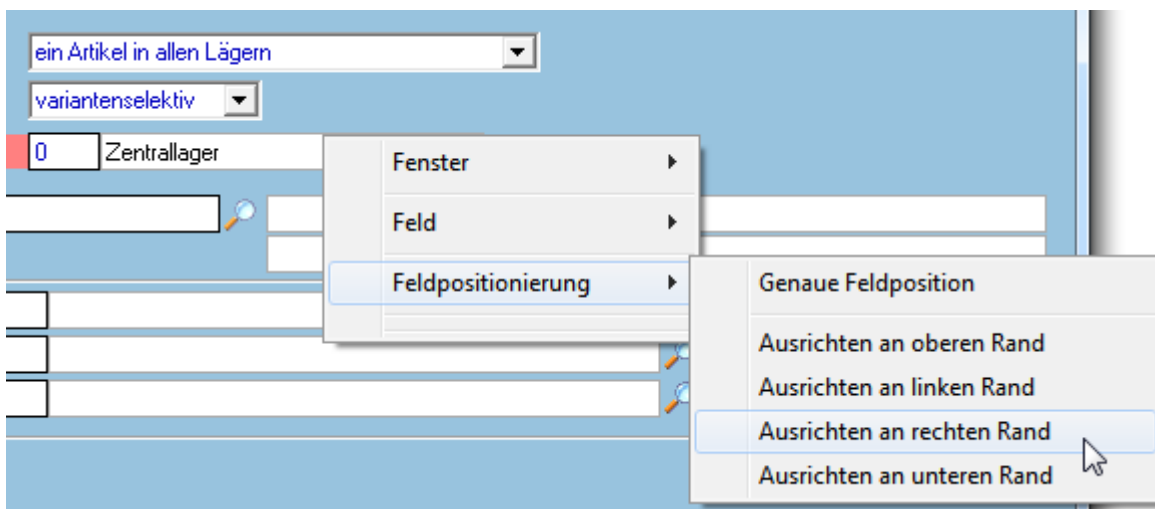 ein Artikel in allen Lägern
variantenselektiv
0 Zentrallager
Fenster
Feld
Feldpositionierung
Genaue Feldposition
Ausrichten an oberen Rand
Ausrichten an linken Rand
Ausrichten an rechten Rand
Ausrichten an unteren Rand